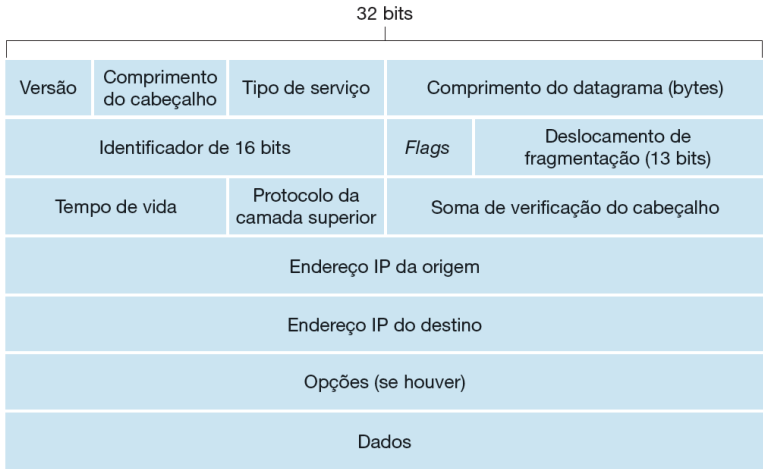 32 bits
Versão
Comprimento
do cabeçalho
Tipo de serviço
Comprimento do datagrama (bytes)
Identificador de 16 bits
Flags
Deslocamento de
fragmentação (13 bits)
Tempo de vida
Protocolo da
camada superior
Soma de verificação do cabeçalho
Endereço IP da origem
Endereço IP do destino
Opções (se houver)
Dados